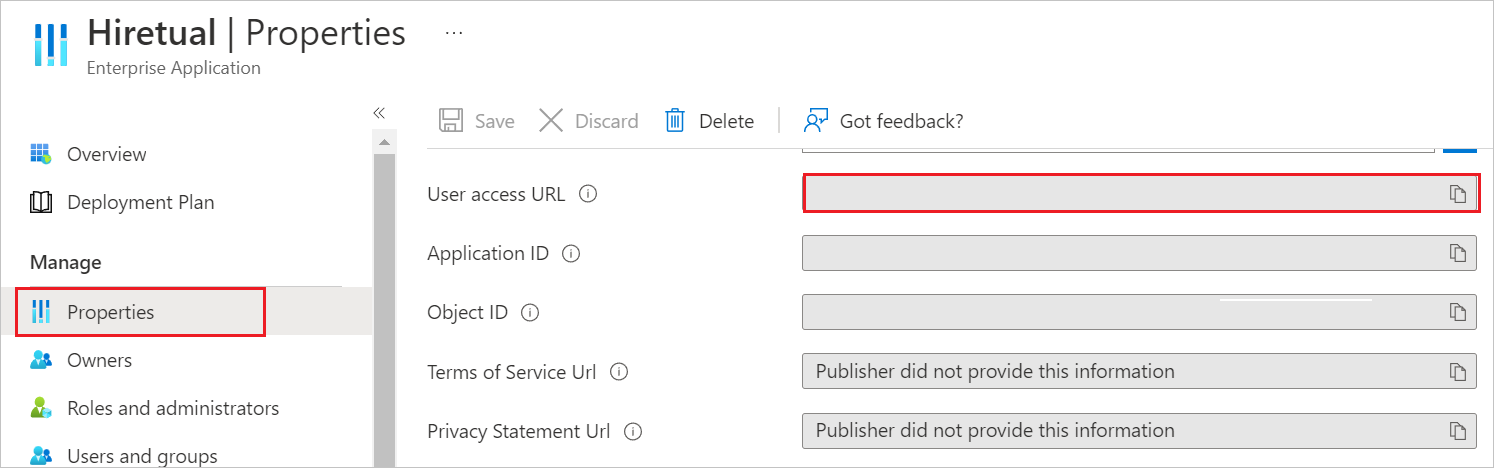 Hiretual | Properties ...
Enterprise Application
«
Save Discard Delete Got feedback?
Overview
Deployment Plan
Manage
Properties
Owners
Roles and administrators
Users and groups
User access URL
Application ID
Object ID
Terms of Service Url Publisher did not provide this information
Privacy Statement Url Publisher did not provide this information